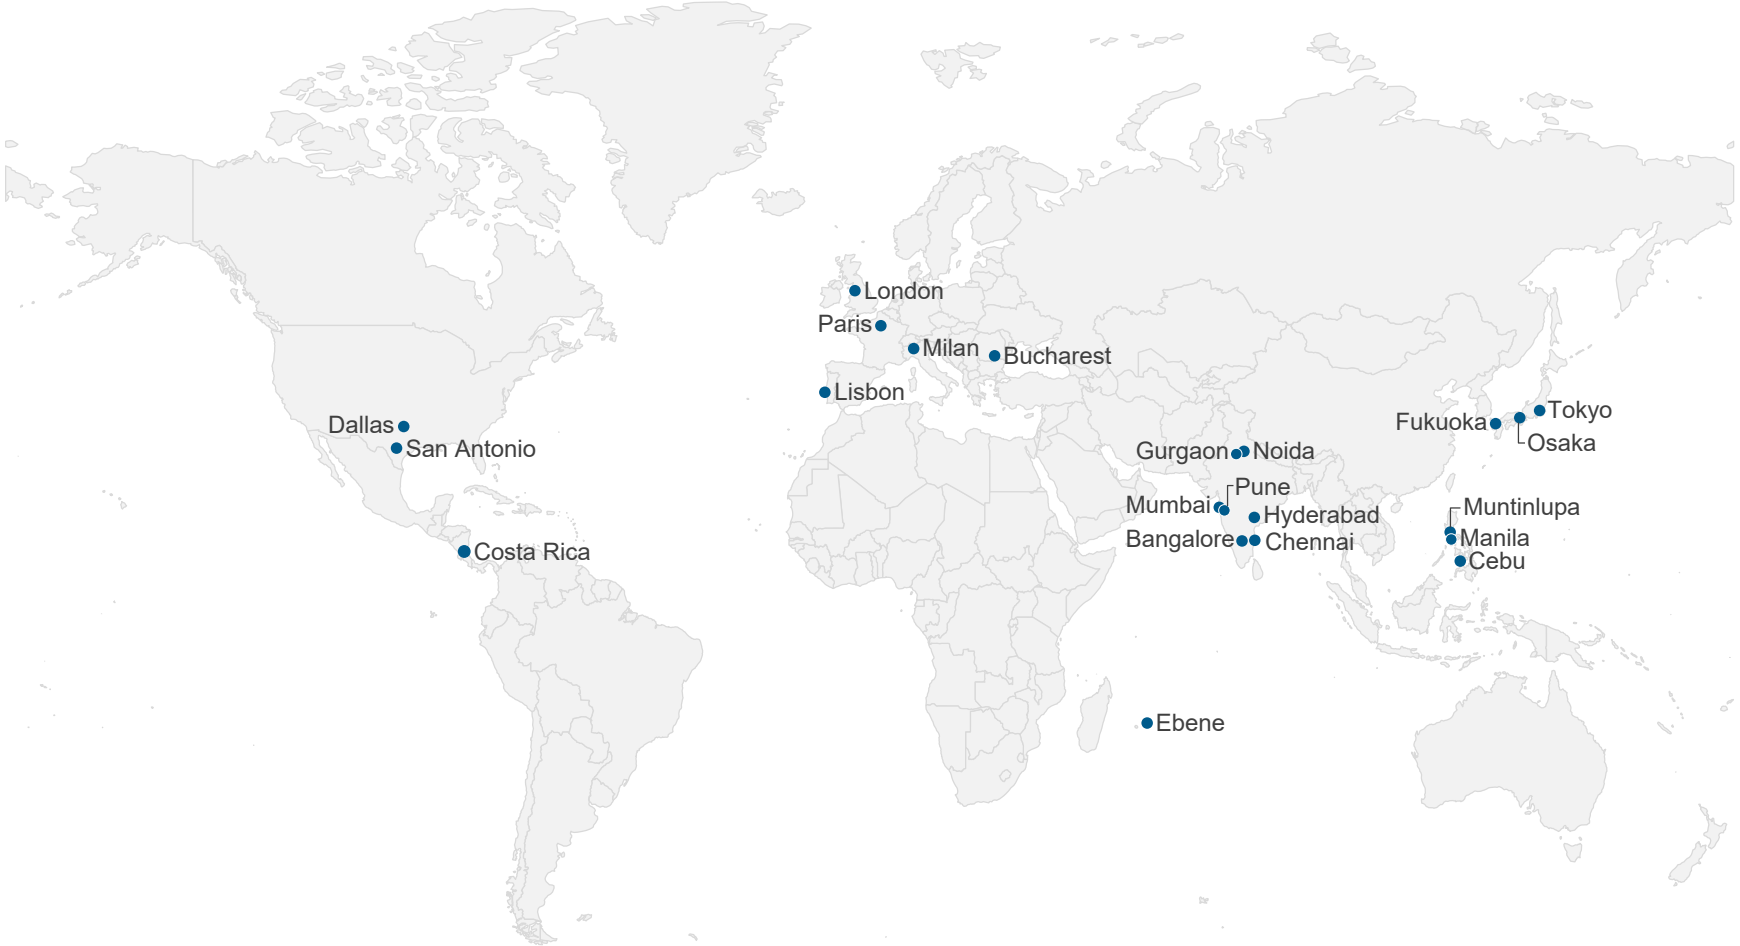 London
Paris
Milan
Bucharest
Lisbon
Dallas
San Antonio
Costa Rica
Tokyo
Fukuoka
Osaka
Gurgaon
Noida
Pune
Mumbai
Hyderabad
Bangalore
Chennai
Muntinlupa
Manila
Cebu
Ebene